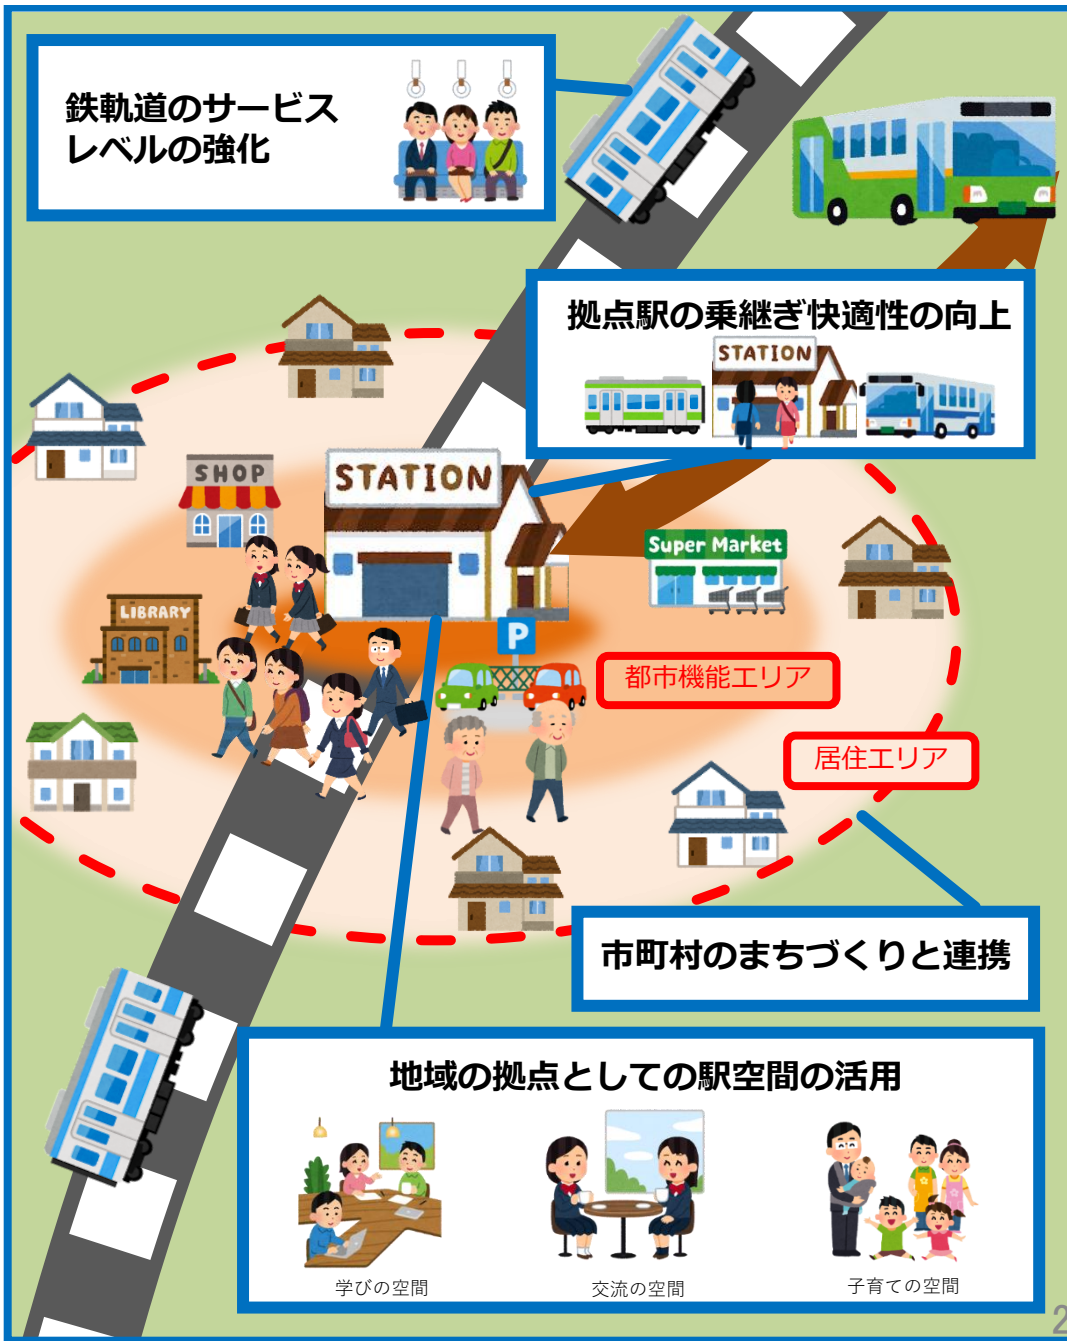 鉄軌道のサービス
レベルの強化
拠点駅の乗継ぎ快適性の向上
STATION
SHOP
STATION
Super Market
LIBRARY
P
都市機能エリア
居住エリア
市町村のまちづくりと連携
地域の拠点としての駅空間の活用
学びの空間
交流の空間
子育ての空間
2